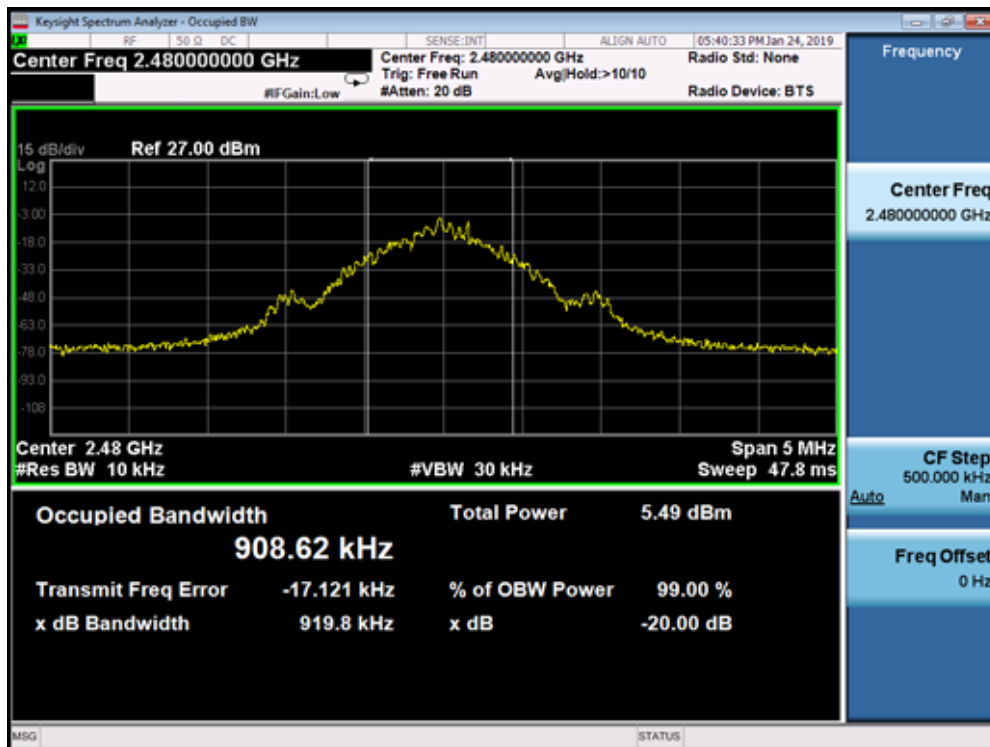 Keysight Spectrum Analyzer - Occupied BW
RF 50 Ω DC SENSE:INT ALIGN AUTO 05:40:33 PM Jan 24, 2019
Center Freq 2.480000000 GHz
Center Freq: 2.480000000 GHz Radio Std: None
Trig: Free Run Avg|Hold:>10/10
#IFGain:Low #Atten: 20 dB Radio Device: BTS
15 dB/div Ref 27.00 dBm
Log
12.0
-3.00
-18.0
-33.0
-48.0
-63.0
-78.0
-93.0
-108
Center 2.48 GHz Span 5 MHz
#Res BW 10 kHz #VBW 30 kHz Sweep 47.8 ms
Occupied Bandwidth Total Power 5.49 dBm
908.62 kHz
Transmit Freq Error -17.121 kHz % of OBW Power 99.00 %
x dB Bandwidth 919.8 kHz x dB -20.00 dB
MSG STATUS
Frequency
Center Freq
2.480000000 GHz
CF Step
500.000 kHz
Auto Man
Freq Offset
0 Hz